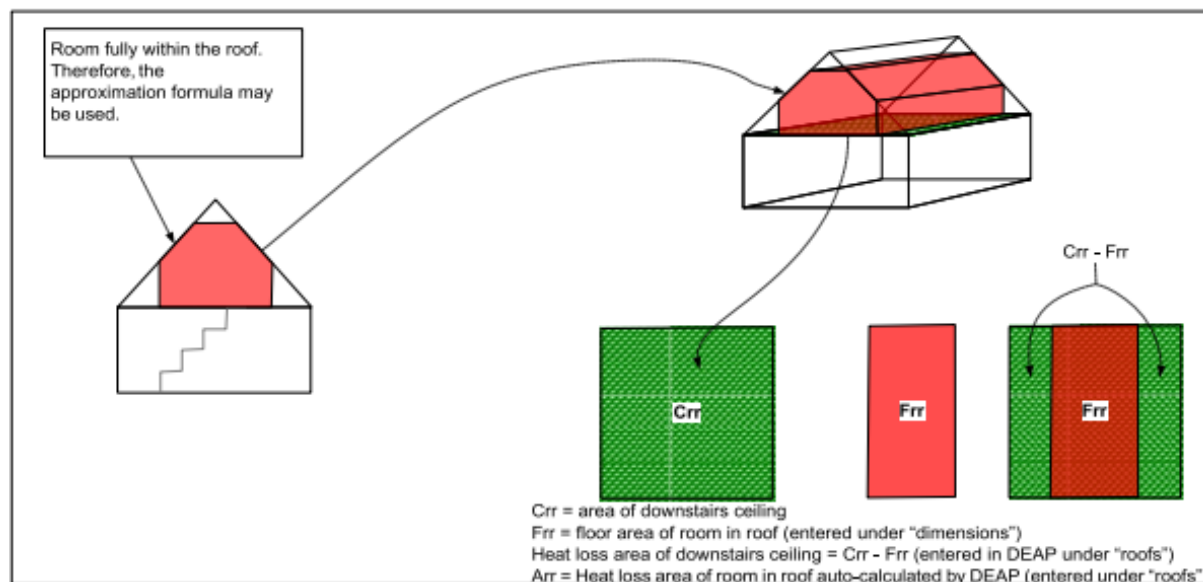 Room fully within the roof.
Therefore, the
approximation formula may
be used.
Crr - Frr
Crr
Frr
Frr
Crr = area of downstairs ceiling
Frr = floor area of room in roof (entered under “dimensions”)
Heat loss area of downstairs ceiling = Crr - Frr (entered in DEAP under “roofs”)
Arr = Heat loss area of room in roof auto-calculated by DEAP (entered under “roofs”